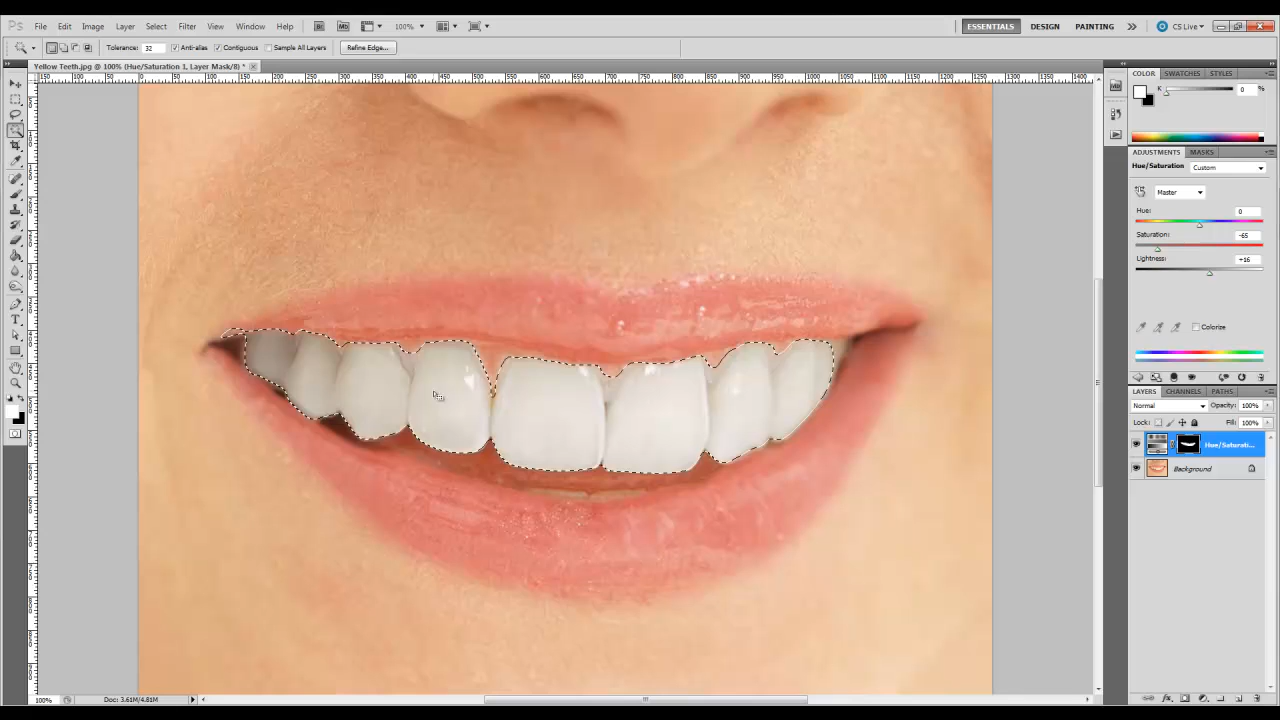 Ps File Edit Image Layer Select Filter View Window Help Br Mb 100% ESSENTIALS DESIGN PAINTING CS Live
Tolerance: 32 Anti-alias Contiguous Sample All Layers Refine Edge...
Yellow Teeth.jpg @ 100% (Hue/Saturation 1, Layer Mask/8) *
COLOR SWATCHES STYLES
K 0 %
ADJUSTMENTS MASKS
Hue/Saturation Custom
Master
Hue: 0
Saturation: -65
Lightness: +16
Colorize
LAYERS CHANNELS PATHS
Normal Opacity: 100%
Lock: Fill: 100%
Hue/Saturati...
Background
100% Doc: 3.61M/4.81M